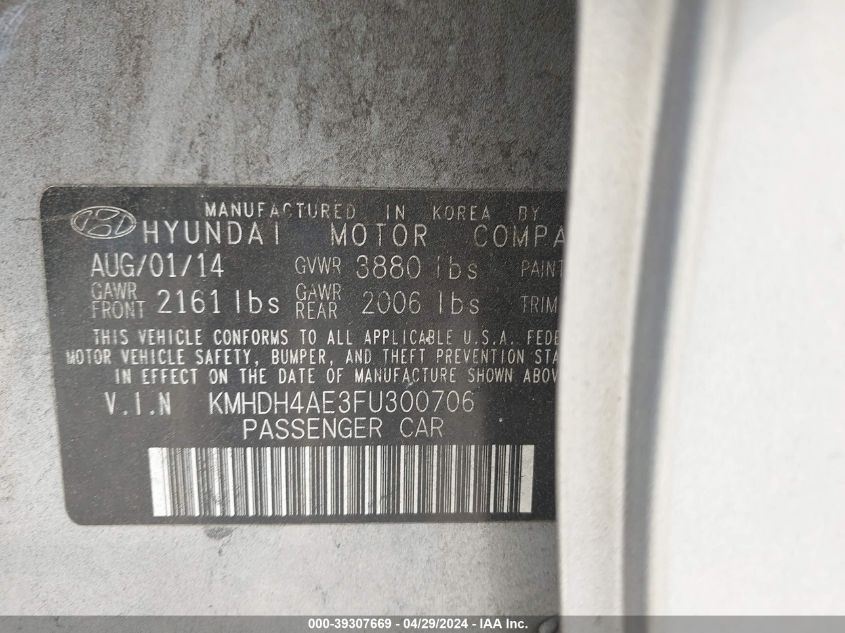 MANUFACTURED IN KOREA BY
HYUNDAI MOTOR COMPA
AUG/01/14 GVWR 3880 lbs PAINT
GAWR FRONT 2161 lbs GAWR REAR 2006 lbs TRIM
THIS VEHICLE CONFORMS TO ALL APPLICABLE U.S.A. FEDE
MOTOR VEHICLE SAFETY, BUMPER, AND THEFT PREVENTION STA
IN EFFECT ON THE DATE OF MANUFACTURE SHOWN ABOVE
V.I.N KMHDH4AE3FU300706
PASSENGER CAR
000-39307669 - 04/29/2024 - IAA Inc.